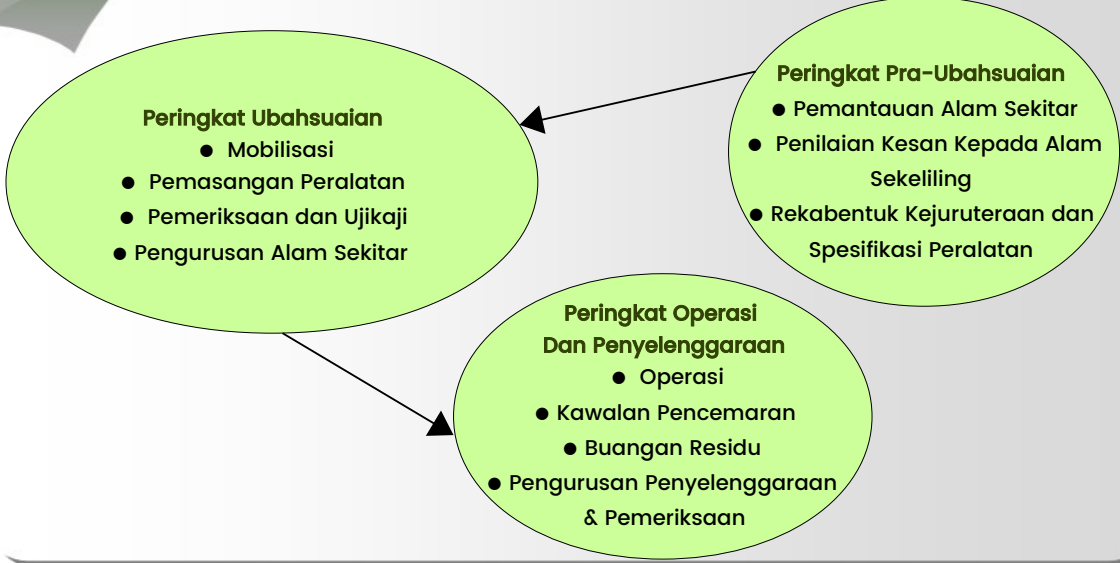 Peringkat Pra-Ubahsuaian
● Pemantauan Alam Sekitar
● Penilaian Kesan Kepada Alam
Sekeliling
● Rekabentuk Kejuruteraan dan
Spesifikasi Peralatan
Peringkat Ubahsuaian
● Mobilisasi
● Pemasangan Peralatan
● Pemeriksaan dan Ujikaji
● Pengurusan Alam Sekitar
Peringkat Operasi
Dan Penyelenggaraan
● Operasi
● Kawalan Pencemaran
● Buangan Residu
● Pengurusan Penyelenggaraan
& Pemeriksaan